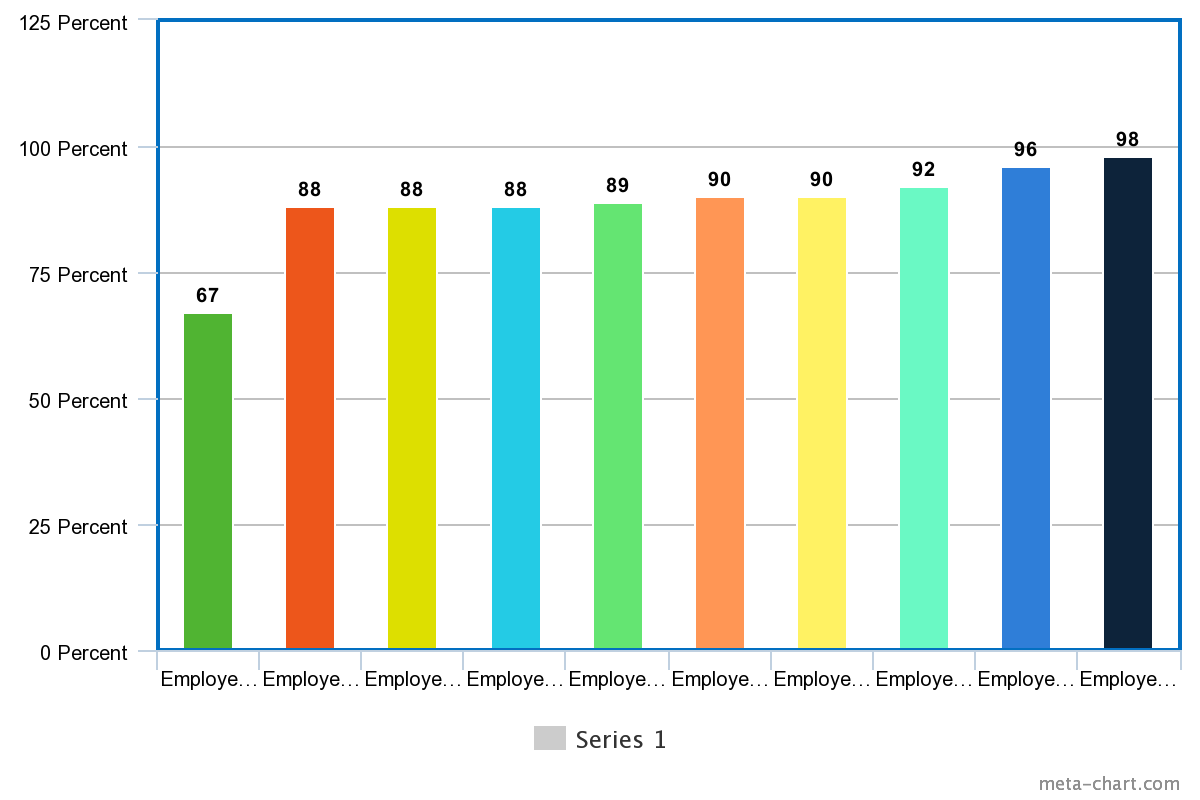 125 Percent
100 Percent
75 Percent
50 Percent
25 Percent
0 Percent
67
88
88
88
89
90
90
92
96
98
Employe… Employe… Employe… Employe… Employe… Employe… Employe… Employe… Employe… Employe…
Series 1
meta-chart.com